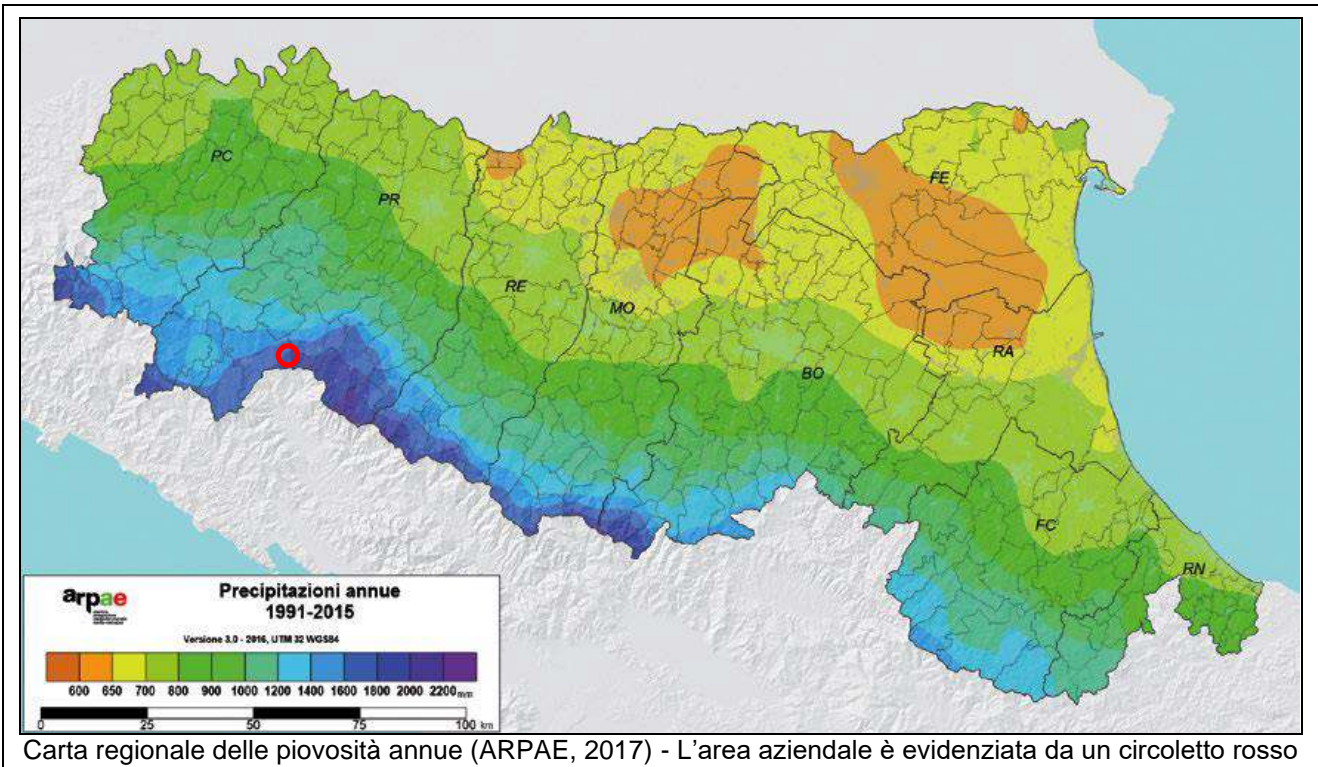 PC
PR
RE
MO
BO
FE
RA
FC
RN
arpae
Precipitazioni annue
1991-2015
Versione 3.0 - 2016, UTM 32 WGS84
600 650 700 800 900 1000 1200 1400 1600 1800 2000 2200 mm
0 25 50 75 100 km
Carta regionale delle piovosità annue (ARPAE, 2017) - L'area aziendale è evidenziata da un circoletto rosso